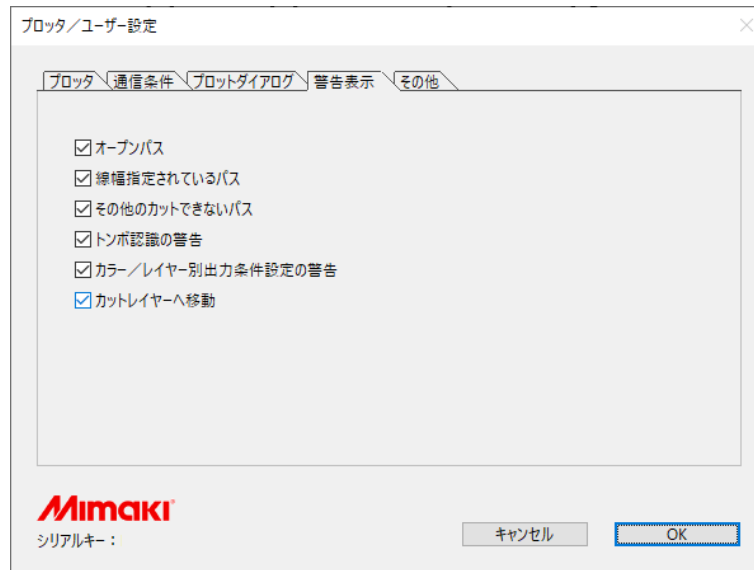 プロッタ／ユーザー設定
プロッタ 通信条件 プロットダイアログ 警告表示 その他
オープンパス
線幅指定されているパス
その他のカットできないパス
トンボ認識の警告
カラー／レイヤー別出力条件設定の警告
カットレイヤーへ移動
Mimaki
シリアルキー：
キャンセル OK